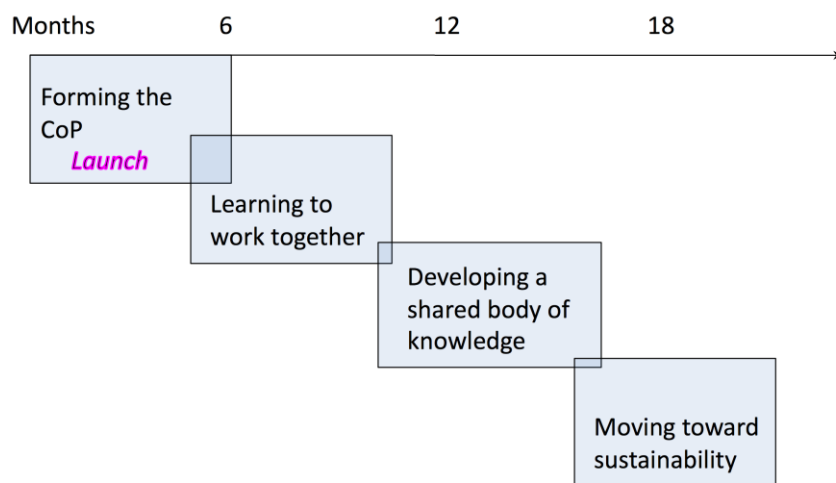 Months 6 12 18
Forming the
CoP
Launch
Learning to
work together
Developing a
shared body of
knowledge
Moving toward
sustainability